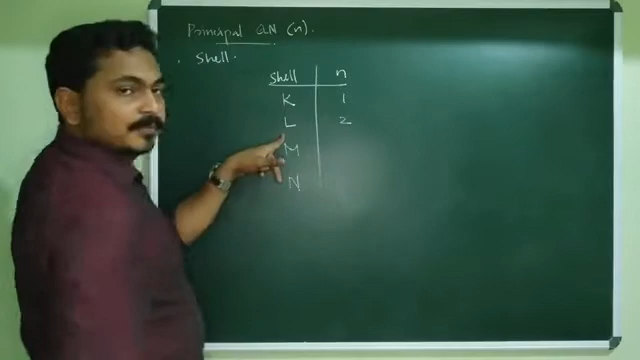 Principal QN (n).
. Shell.
Shell n
K 1
L 2
M
N